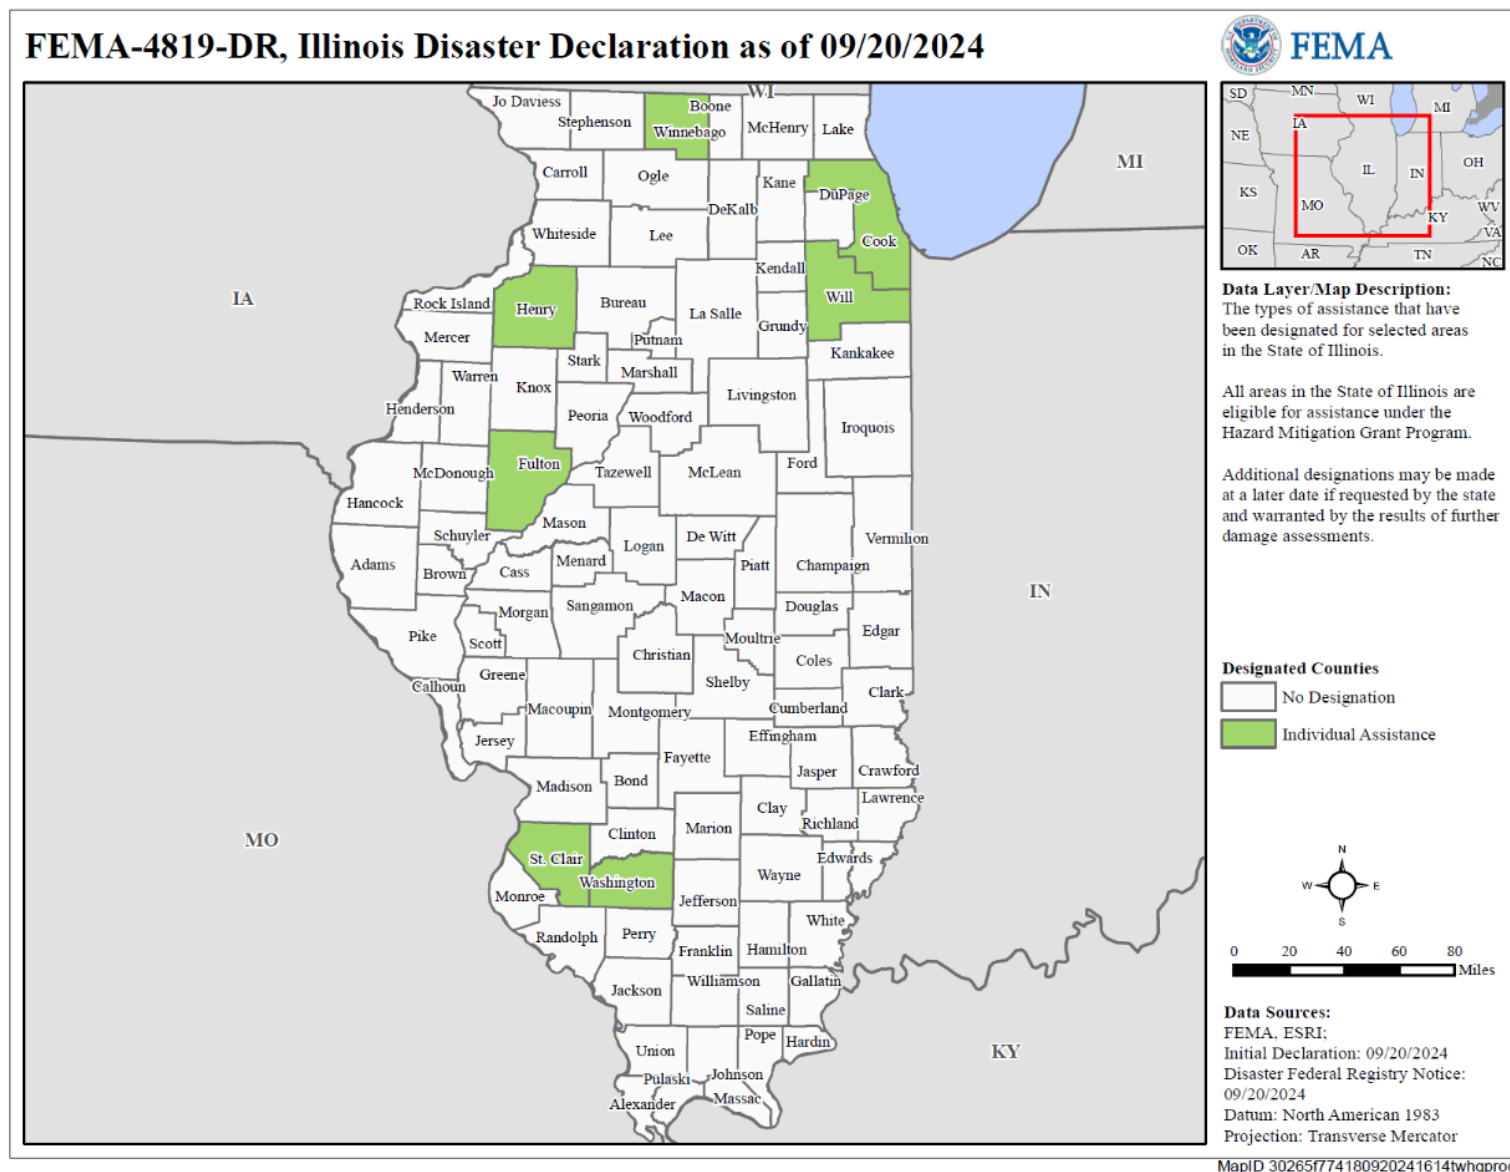 FEMA-4819-DR, Illinois Disaster Declaration as of 09/20/2024
FEMA
WI
MI
IA
MO
IN
KY
Jo Daviess
Stephenson
Boone
Winnebago
McHenry
Lake
Carroll
Ogle
Kane
DuPage
DeKalb
Whiteside
Lee
Cook
Kendall
Will
Rock Island
Henry
Bureau
La Salle
Grundy
Mercer
Putnam
Kankakee
Stark
Marshall
Warren
Knox
Livingston
Henderson
Peoria
Woodford
Iroquois
Fulton
McDonough
Tazewell
McLean
Ford
Hancock
Mason
Schuyler
Logan
De Witt
Vermilion
Adams
Brown
Cass
Menard
Piatt
Champaign
Macon
Sangamon
Douglas
Morgan
Edgar
Pike
Scott
Moultrie
Christian
Coles
Greene
Shelby
Calhoun
Clark
Macoupin
Montgomery
Cumberland
Jersey
Effingham
Fayette
Jasper
Crawford
Madison
Bond
Lawrence
Clay
Richland
Clinton
Marion
St. Clair
Edwards
Washington
Wayne
Monroe
Jefferson
White
Randolph
Perry
Franklin
Hamilton
Williamson
Gallatin
Jackson
Saline
Pope
Hardin
Union
Johnson
Pulaski
Massac
Alexander
SD
MN
WI
MI
IA
NE
IL
IN
OH
KS
MO
WV
KY
VA
OK
AR
TN
NC
Data Layer/Map Description:
The types of assistance that have
been designated for selected areas
in the State of Illinois.
All areas in the State of Illinois are
eligible for assistance under the
Hazard Mitigation Grant Program.
Additional designations may be made
at a later date if requested by the state
and warranted by the results of further
damage assessments.
Designated Counties
No Designation
Individual Assistance
N
W E
S
0 20 40 60 80
Miles
Data Sources:
FEMA, ESRI;
Initial Declaration: 09/20/2024
Disaster Federal Registry Notice:
09/20/2024
Datum: North American 1983
Projection: Transverse Mercator